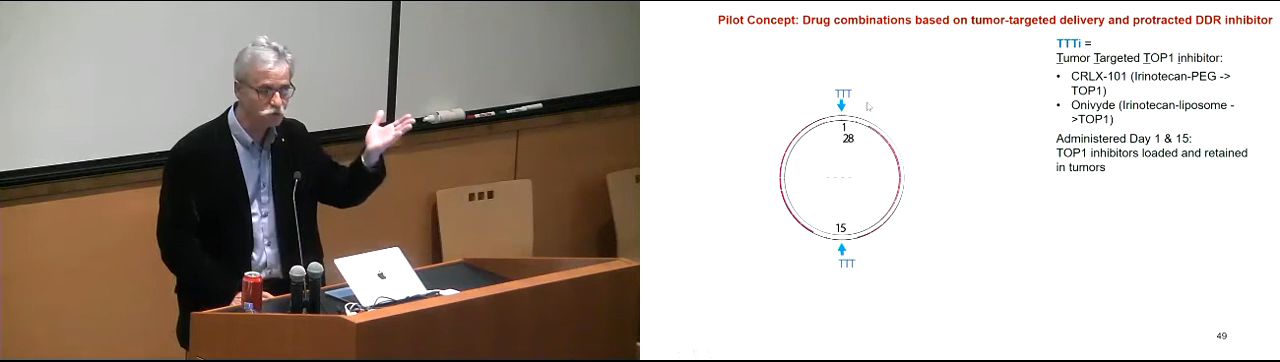 Pilot Concept: Drug combinations based on tumor-targeted delivery and protracted DDR inhibitor
TTTi =
Tumor Targeted TOP1 inhibitor:
• CRLX-101 (Irinotecan-PEG ->
TOP1)
• Onivyde (Irinotecan-liposome -
>TOP1)
Administered Day 1 & 15:
TOP1 inhibitors loaded and retained
in tumors
TTT
1
28
15
TTT
49